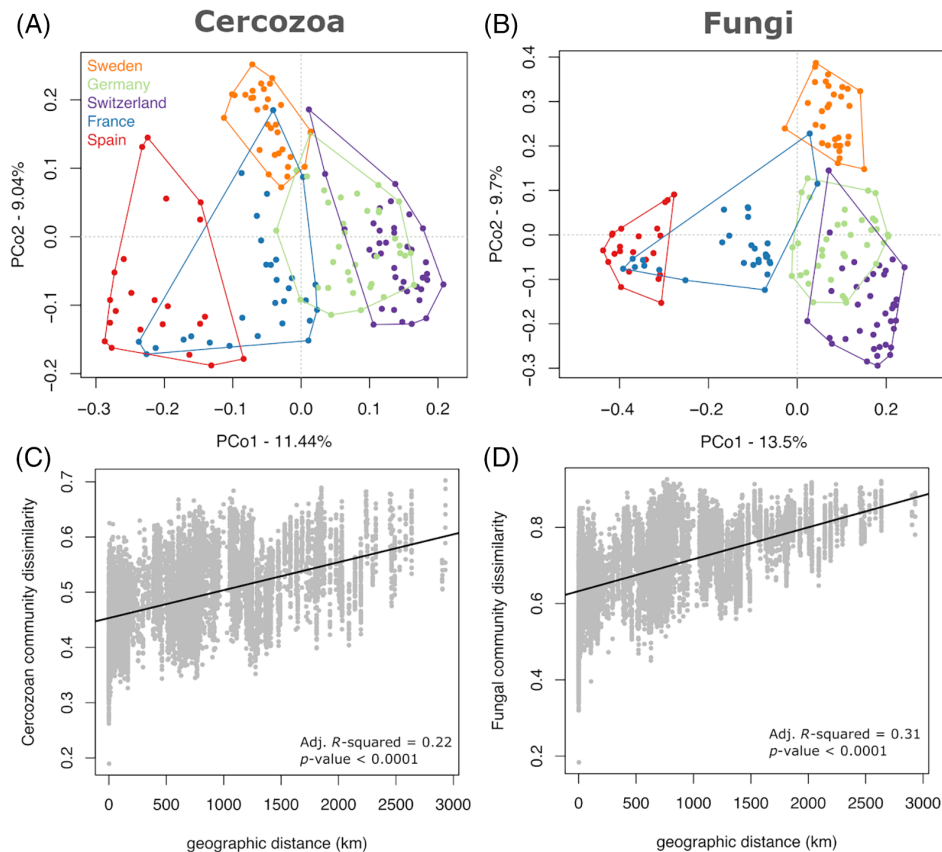 (A) Cercozoa
Sweden
Germany
Switzerland
France
Spain
PCo2 - 9.04%
0.2
0.1
0.0
−0.1
−0.2
−0.3 −0.2 −0.1 0.0 0.1 0.2
PCo1 - 11.44%
(B) Fungi
PCo2 - 9.7%
0.4
0.3
0.2
0.1
0.0
−0.1
−0.2
−0.3
−0.4 −0.2 0.0 0.2
PCo1 - 13.5%
(C)
Cercozoan community dissimilarity
0.7
0.6
0.5
0.4
0.3
0.2
Adj. R-squared = 0.22
p-value < 0.0001
0 500 1000 1500 2000 2500 3000
geographic distance (km)
(D)
Fungal community dissimilarity
0.8
0.6
0.4
0.2
Adj. R-squared = 0.31
p-value < 0.0001
0 500 1000 1500 2000 2500 3000
geographic distance (km)